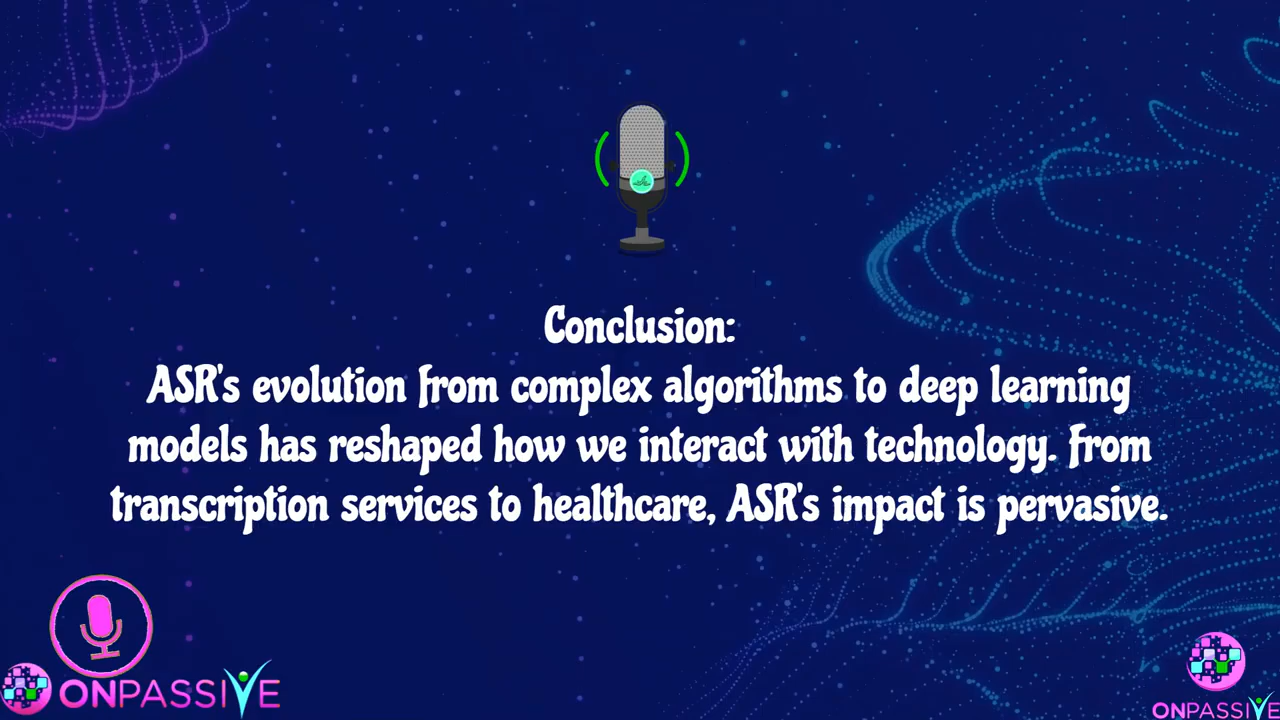 Conclusion:
ASR's evolution from complex algorithms to deep learning
models has reshaped how we interact with technology. From
transcription services to healthcare, ASR's impact is pervasive.
ONPASSIVE
ONPASSIVE